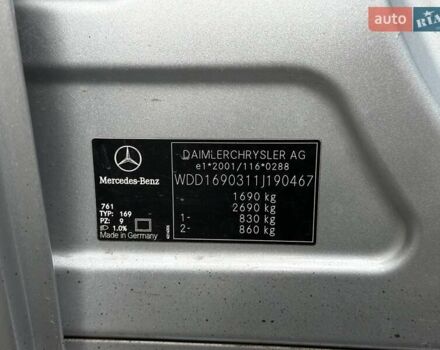 auto RIA
DAIMLERCHRYSLER AG
e1*2001/116*0288
Mercedes-Benz
WDD1690311J190467
1690 kg
2690 kg
1- 830 kg
2- 860 kg
761
TYP: 169
PZ: 9
1.0%
Made in Germany